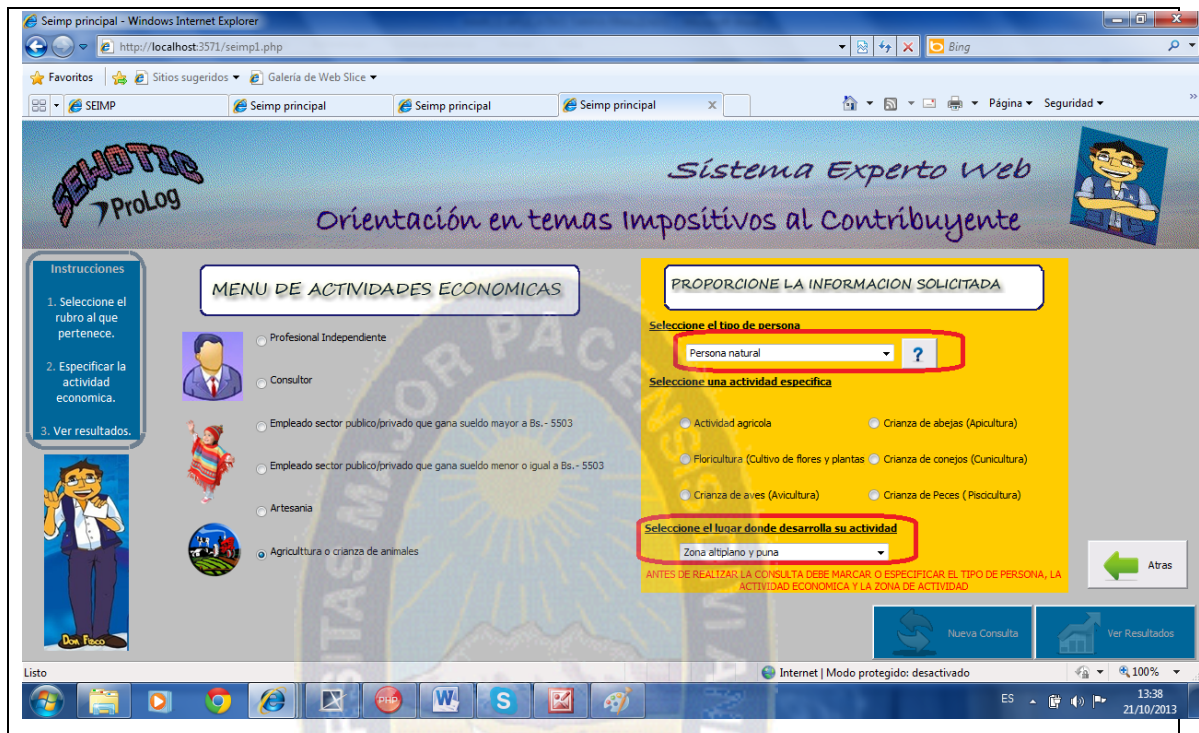 Seimp principal - Windows Internet Explorer
http://localhost:3571/seimp1.php
Bing
Favoritos
Sitios sugeridos
Galería de Web Slice
SEIMP
Seimp principal
Seimp principal
Seimp principal
Página
Seguridad
SEWOTIC
ProLog
Sistema Experto Web
Orientación en temas Impositivos al Contribuyente
Instrucciones
1. Seleccione el
rubro al que
pertenece.
2. Especificar la
actividad
economica.
3. Ver resultados.
Don Fisco
MENU DE ACTIVIDADES ECONOMICAS
Profesional Independiente
Consultor
Empleado sector publico/privado que gana sueldo mayor a Bs.- 5503
Empleado sector publico/privado que gana sueldo menor o igual a Bs.- 5503
Artesania
Agricultura o crianza de animales
PROPORCIONE LA INFORMACION SOLICITADA
Seleccione el tipo de persona
Persona natural
?
Seleccione una actividad especifica
Actividad agricola
Crianza de abejas (Apicultura)
Floricultura (Cultivo de flores y plantas
Crianza de conejos (Cunicultura)
Crianza de aves (Avicultura)
Crianza de Peces ( Piscicultura)
Seleccione el lugar donde desarrolla su actividad
Zona altiplano y puna
ANTES DE REALIZAR LA CONSULTA DEBE MARCAR O ESPECIFICAR EL TIPO DE PERSONA, LA
ACTIVIDAD ECONOMICA Y LA ZONA DE ACTIVIDAD
Atras
Nueva Consulta
Ver Resultados
Listo
Internet | Modo protegido: desactivado
100%
PHP
W
S
ES
13:38
21/10/2013